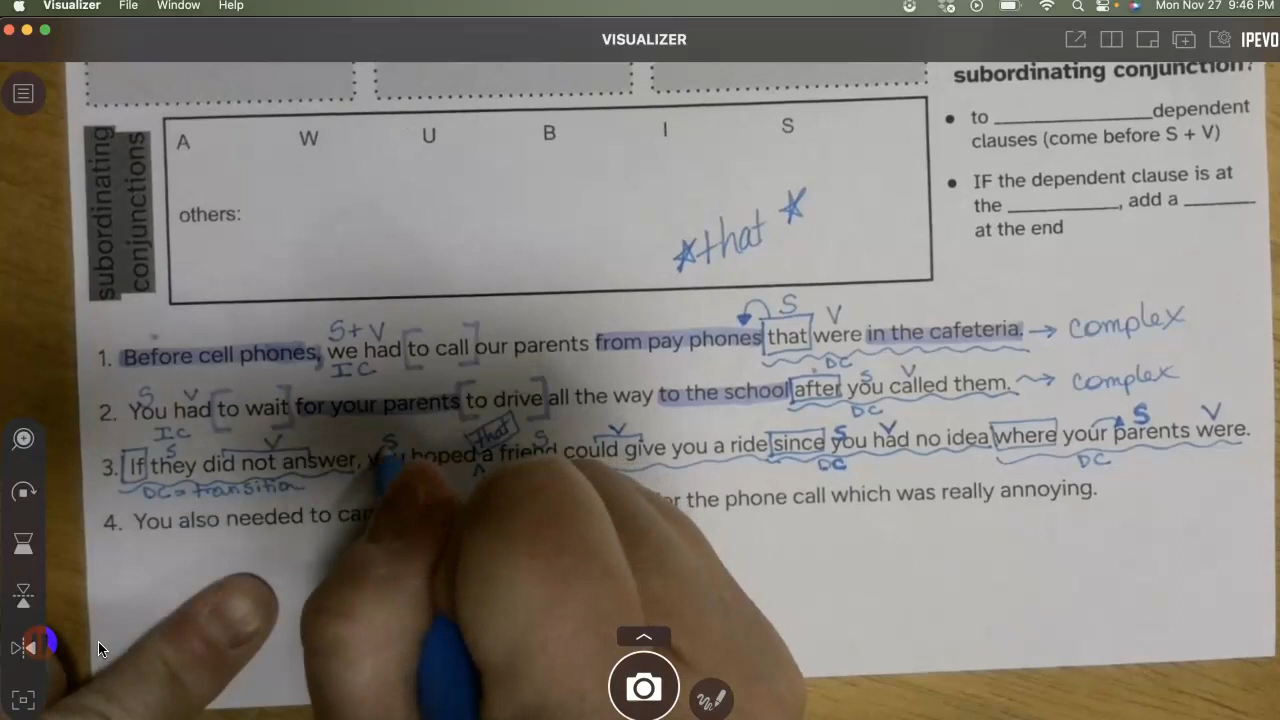 Visualizer File Window Help Mon Nov 27 9:46 PM
VISUALIZER IPEVO
subordinating conjunction?
subordinating
conjunctions
A W U B I S
others:
*that*
• to ________ dependent
clauses (come before S + V)
• IF the dependent clause is at
the ________, add a ________
at the end
S+V S V
1. Before cell phones, we had [to call] our parents from pay phones that were in the cafeteria. → complex
IC DC
S V S V
2. You had [to wait] for your parents [to drive] all the way to the school after you called them. → complex
IC DC
S V S that S V S V S V
3. If they did not answer, hoped a friend could give you a ride since you had no idea where your parents were.
DC = transition DC DC
4. You also needed to the phone call which was really annoying.